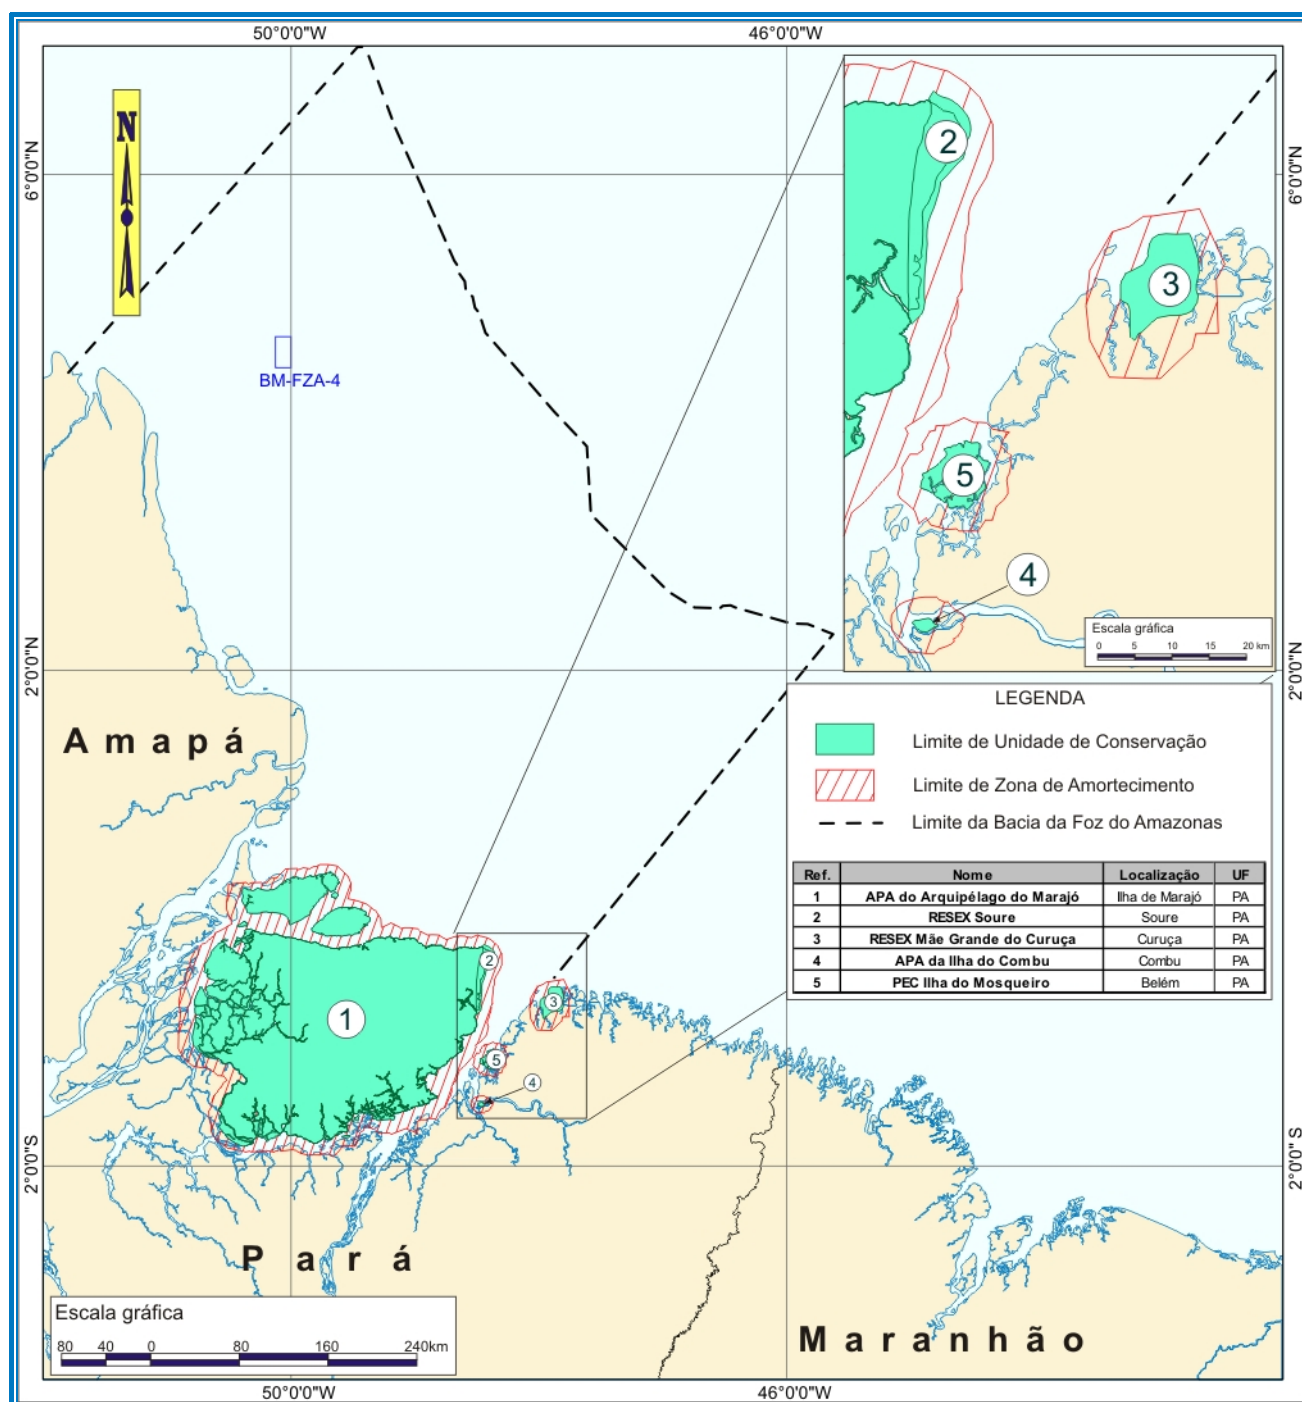 50°0'0"W
46°0'0"W
6°0'0"N
6°0'0"N
N
2
3
BM-FZA-4
5
4
Escala gráfica
0 5 10 15 20 km
2°0'0"N
2°0'0"N
LEGENDA
Limite de Unidade de Conservação
Limite de Zona de Amortecimento
Limite da Bacia da Foz do Amazonas
Amapá
Ref. Nome Localização UF
1 APA do Arquipélago do Marajó Ilha de Marajó PA
2 RESEX Soure Soure PA
3 RESEX Mãe Grande do Curuça Curuça PA
4 APA da Ilha do Combu Combu PA
5 PEC Ilha do Mosqueiro Belém PA
2
3
1
5
4
2°0'0"S
2°0'0"S
Pará
Escala gráfica
80 40 0 80 160 240km
Maranhão
50°0'0"W
46°0'0"W